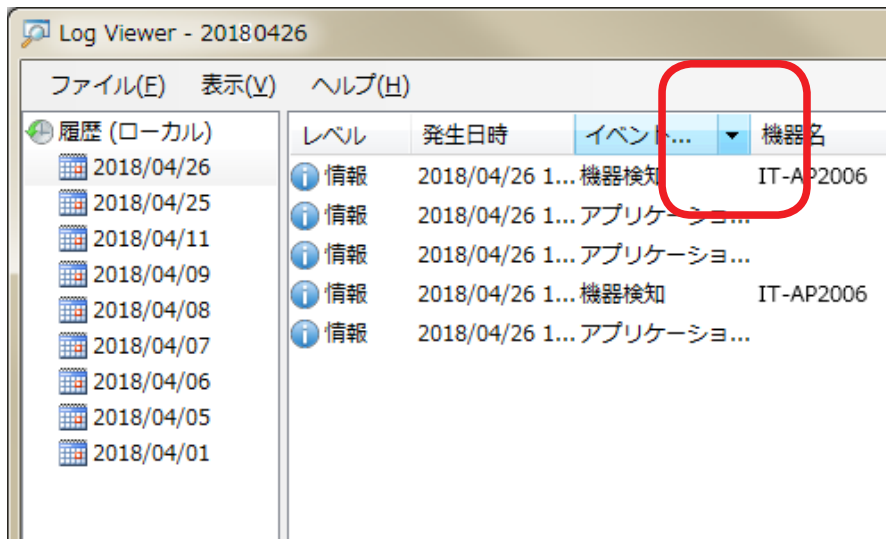 Log Viewer - 20180426
ファイル(F) 表示(V) ヘルプ(H)
履歴 (ローカル)
2018/04/26
2018/04/25
2018/04/11
2018/04/09
2018/04/08
2018/04/07
2018/04/06
2018/04/05
2018/04/01
レベル 発生日時 イベント... 機器名
情報 2018/04/26 1... 機器検知 IT-AP2006
情報 2018/04/26 1... アプリケーショ...
情報 2018/04/26 1... アプリケーショ...
情報 2018/04/26 1... 機器検知 IT-AP2006
情報 2018/04/26 1... アプリケーショ...